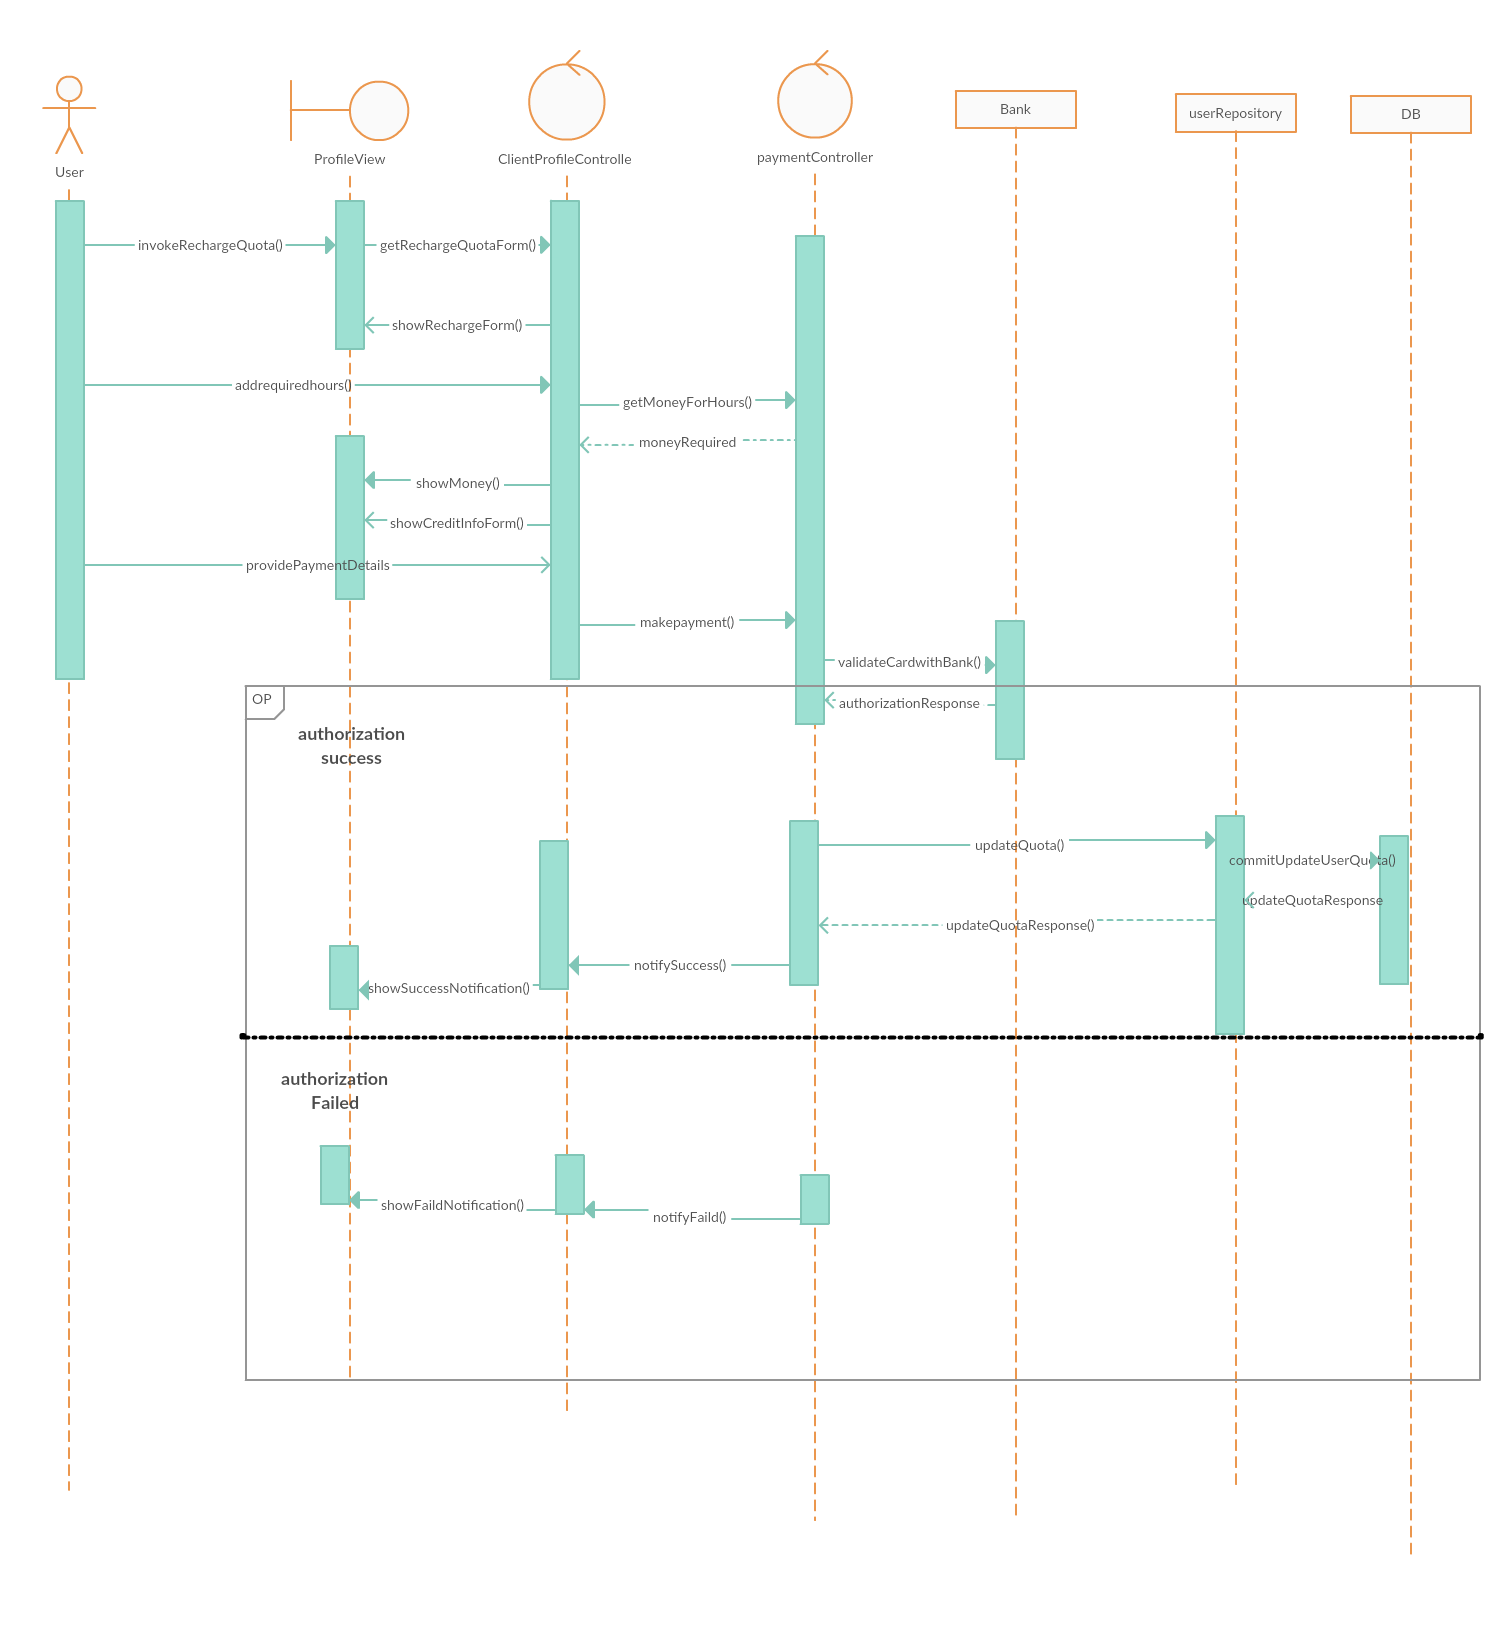 User
ProfileView
ClientProfileControlle
paymentController
Bank
userRepository
DB
invokeRechargeQuota()
getRechargeQuotaForm()
showRechargeForm()
addrequiredhours()
getMoneyForHours()
moneyRequired
showMoney()
showCreditInfoForm()
providePaymentDetails
makepayment()
validateCardwithBank()
OP
authorizationResponse
authorization
success
updateQuota()
commitUpdateUserQuota()
updateQuotaResponse
updateQuotaResponse()
notifySuccess()
showSuccessNotification()
authorization
Failed
showFaildNotification()
notifyFaild()